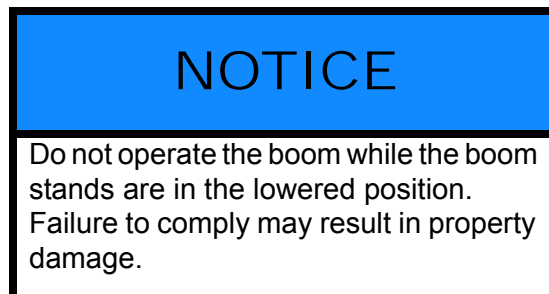 NOTICE
Do not operate the boom while the boom
stands are in the lowered position.
Failure to comply may result in property
damage.